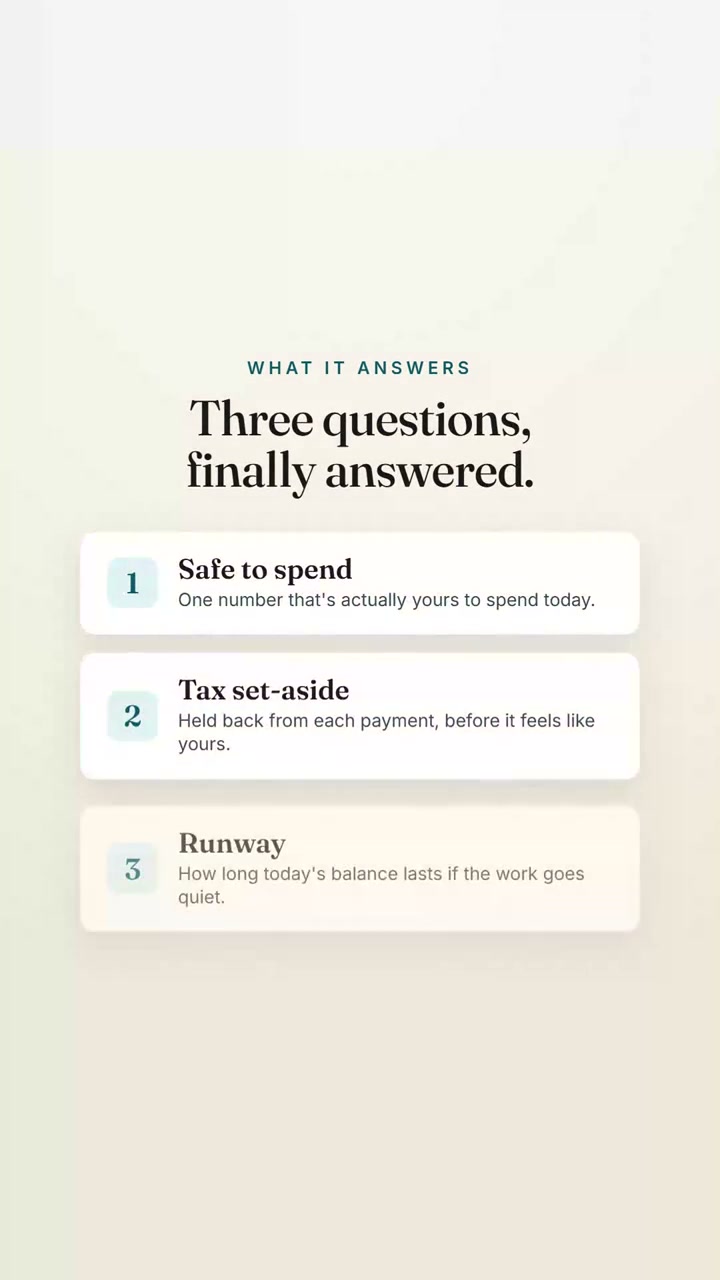 WHAT IT ANSWERS
Three questions,
finally answered.
1
Safe to spend
One number that's actually yours to spend today.
2
Tax set-aside
Held back from each payment, before it feels like
yours.
3
Runway
How long today's balance lasts if the work goes
quiet.